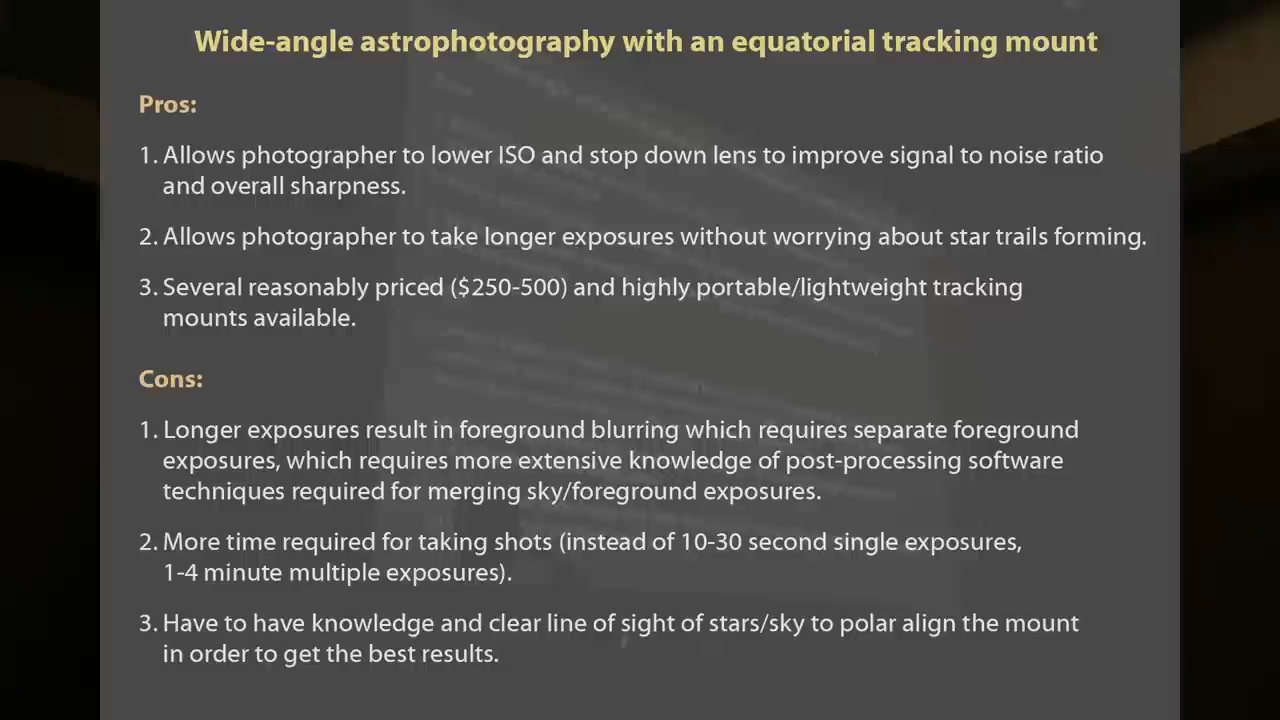 Wide-angle astrophotography with an equatorial tracking mount
Pros:
1. Allows photographer to lower ISO and stop down lens to improve signal to noise ratio
and overall sharpness.
2. Allows photographer to take longer exposures without worrying about star trails forming.
3. Several reasonably priced ($250-500) and highly portable/lightweight tracking
mounts available.
Cons:
1. Longer exposures result in foreground blurring which requires separate foreground
exposures, which requires more extensive knowledge of post-processing software
techniques required for merging sky/foreground exposures.
2. More time required for taking shots (instead of 10-30 second single exposures,
1-4 minute multiple exposures).
3. Have to have knowledge and clear line of sight of stars/sky to polar align the mount
in order to get the best results.